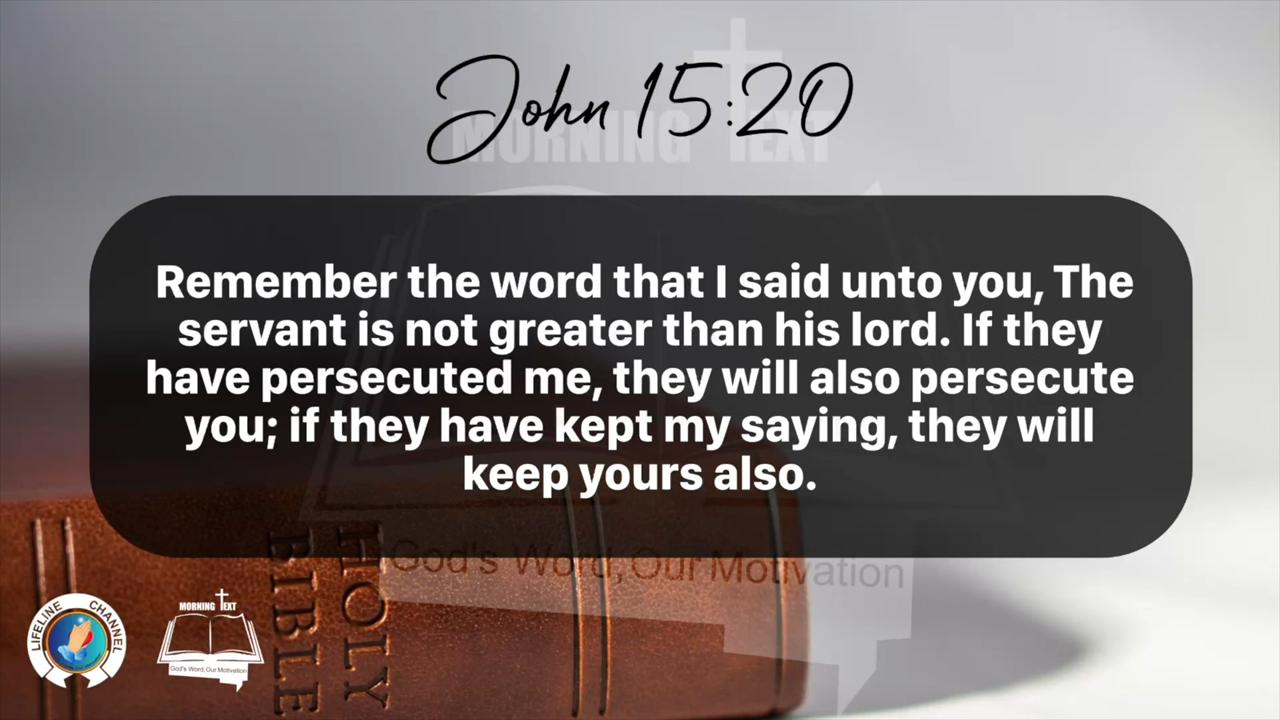 John 15:20
MORNING TEXT
Remember the word that I said unto you, The
servant is not greater than his lord. If they
have persecuted me, they will also persecute
you; if they have kept my saying, they will
keep yours also.
God's Word, Our Motivation
HOLY
BIBLE
LIFELINE CHANNEL
MORNING TEXT
God's Word, Our Motivation